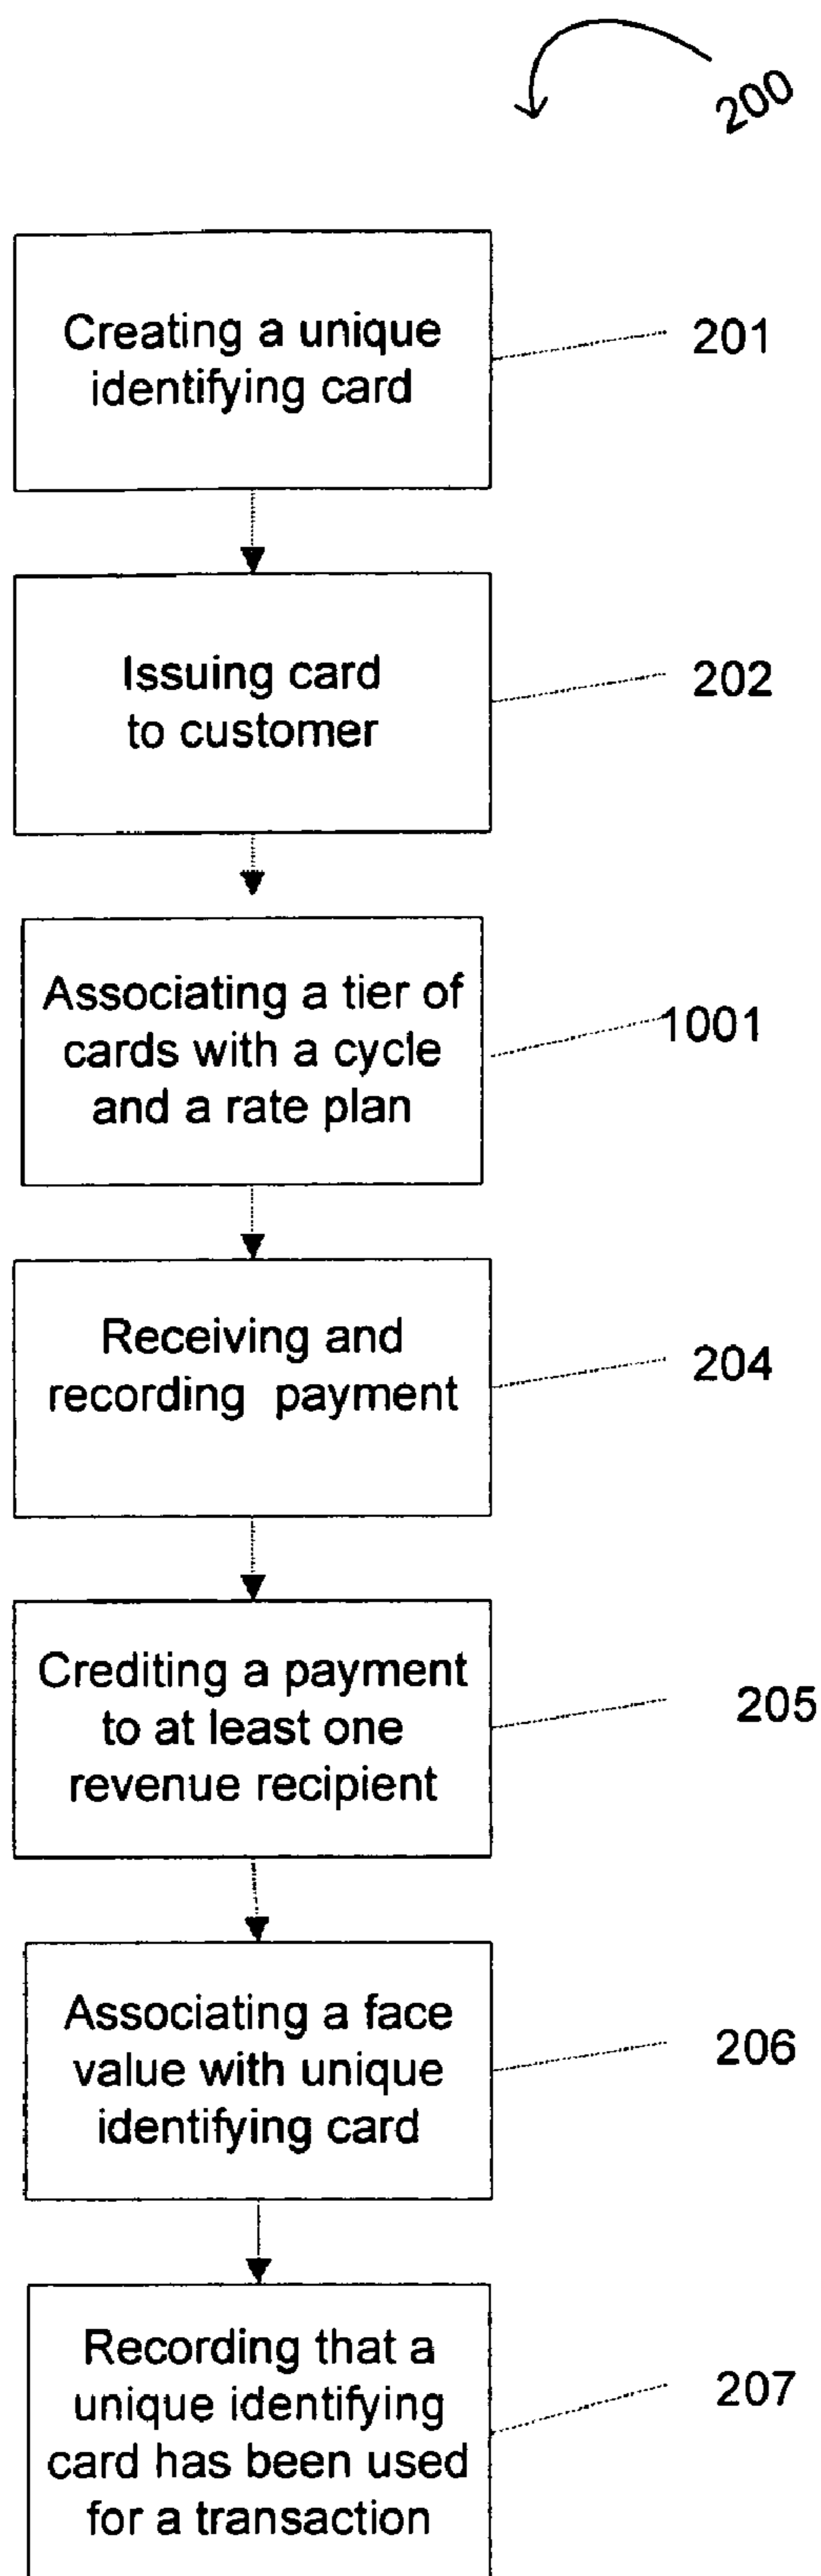 200
Creating a unique
identifying card
201
Issuing card
to customer
202
Associating a tier of
cards with a cycle
and a rate plan
1001
Receiving and
recording payment
204
Crediting a payment
to at least one
revenue recipient
205
Associating a face
value with unique
identifying card
206
Recording that a
unique identifying
card has been used
for a transaction
207